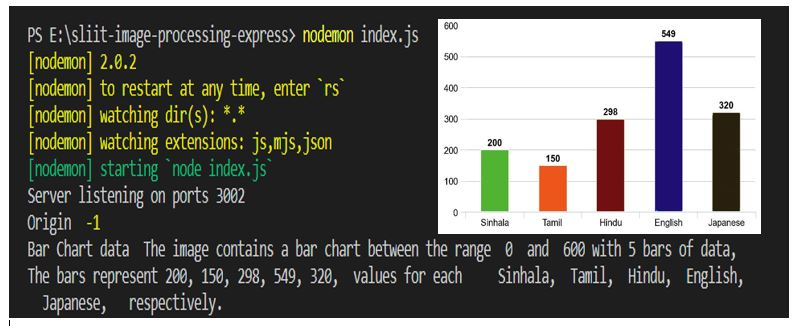 PS E:\sliit-image-processing-express> nodemon index.js
[nodemon] 2.0.2
[nodemon] to restart at any time, enter `rs`
[nodemon] watching dir(s): *.*
[nodemon] watching extensions: js,mjs,json
[nodemon] starting `node index.js`
Server listening on ports 3002
Origin -1
Bar Chart data The image contains a bar chart between the range 0 and 600 with 5 bars of data,
The bars represent 200, 150, 298, 549, 320, values for each Sinhala, Tamil, Hindu, English,
Japanese, respectively.
600
500
400
300
200
100
0
200
150
298
549
320
Sinhala Tamil Hindu English Japanese